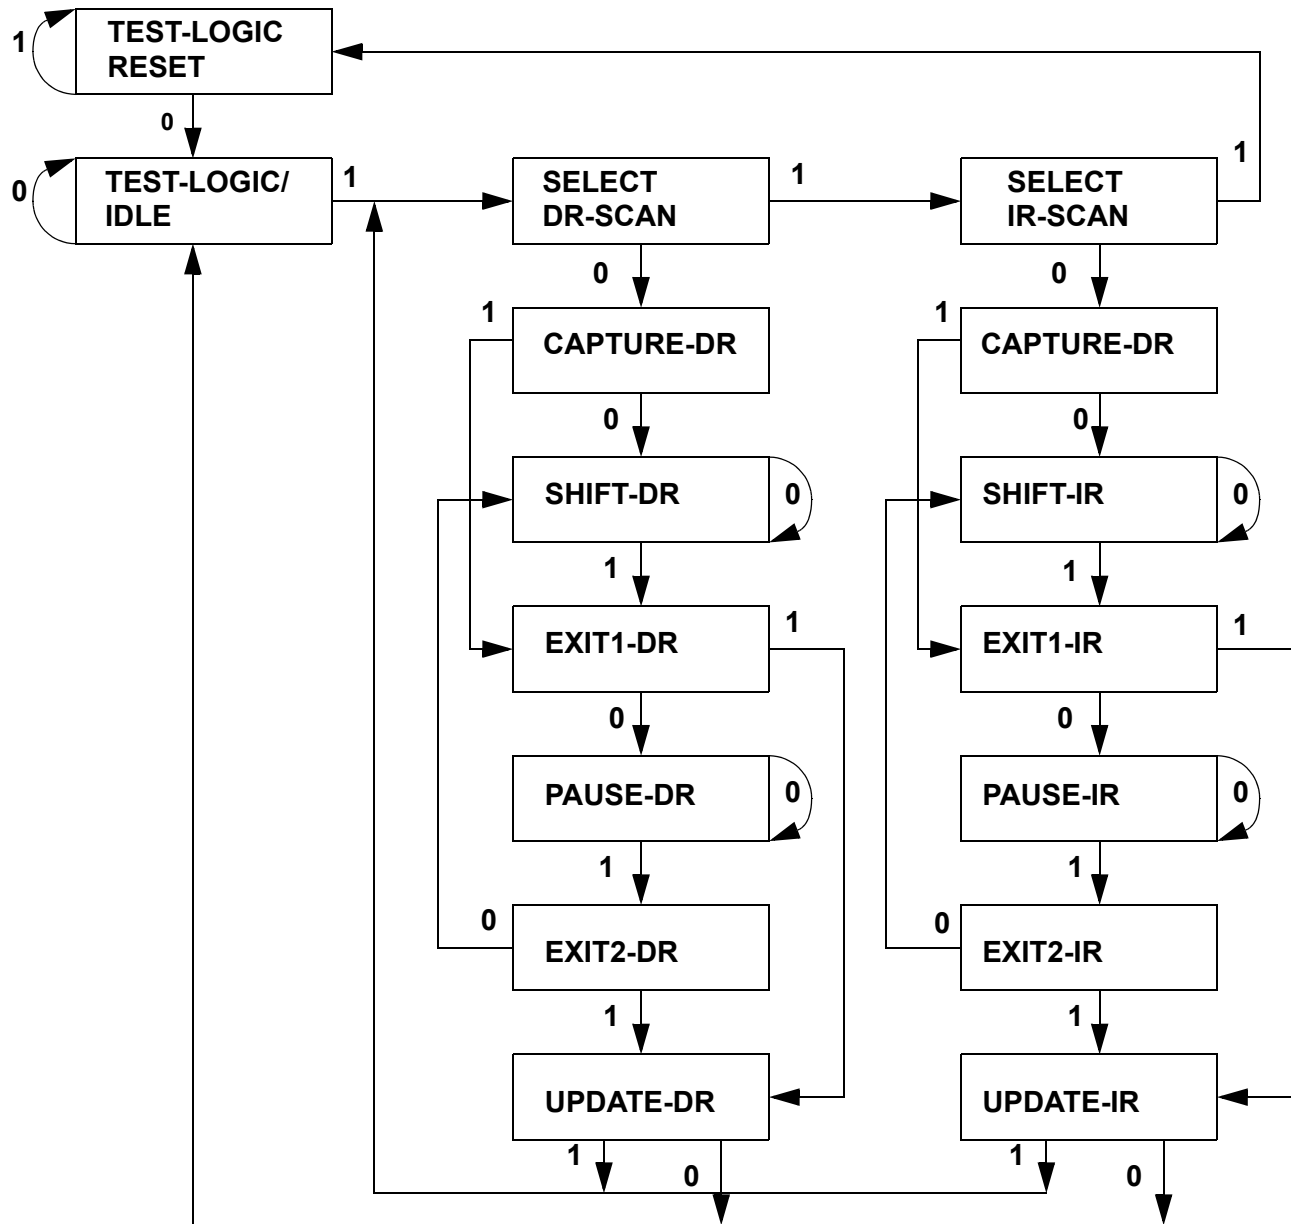 TEST-LOGIC
RESET
1
0
TEST-LOGIC/
IDLE
0
1
SELECT
DR-SCAN
1
SELECT
IR-SCAN
1
0
0
1
CAPTURE-DR
1
CAPTURE-DR
0
0
SHIFT-DR
0
SHIFT-IR
0
1
1
EXIT1-DR
1
EXIT1-IR
1
0
0
PAUSE-DR
0
PAUSE-IR
0
1
1
0
EXIT2-DR
0
EXIT2-IR
1
1
UPDATE-DR
UPDATE-IR
1
0
1
0